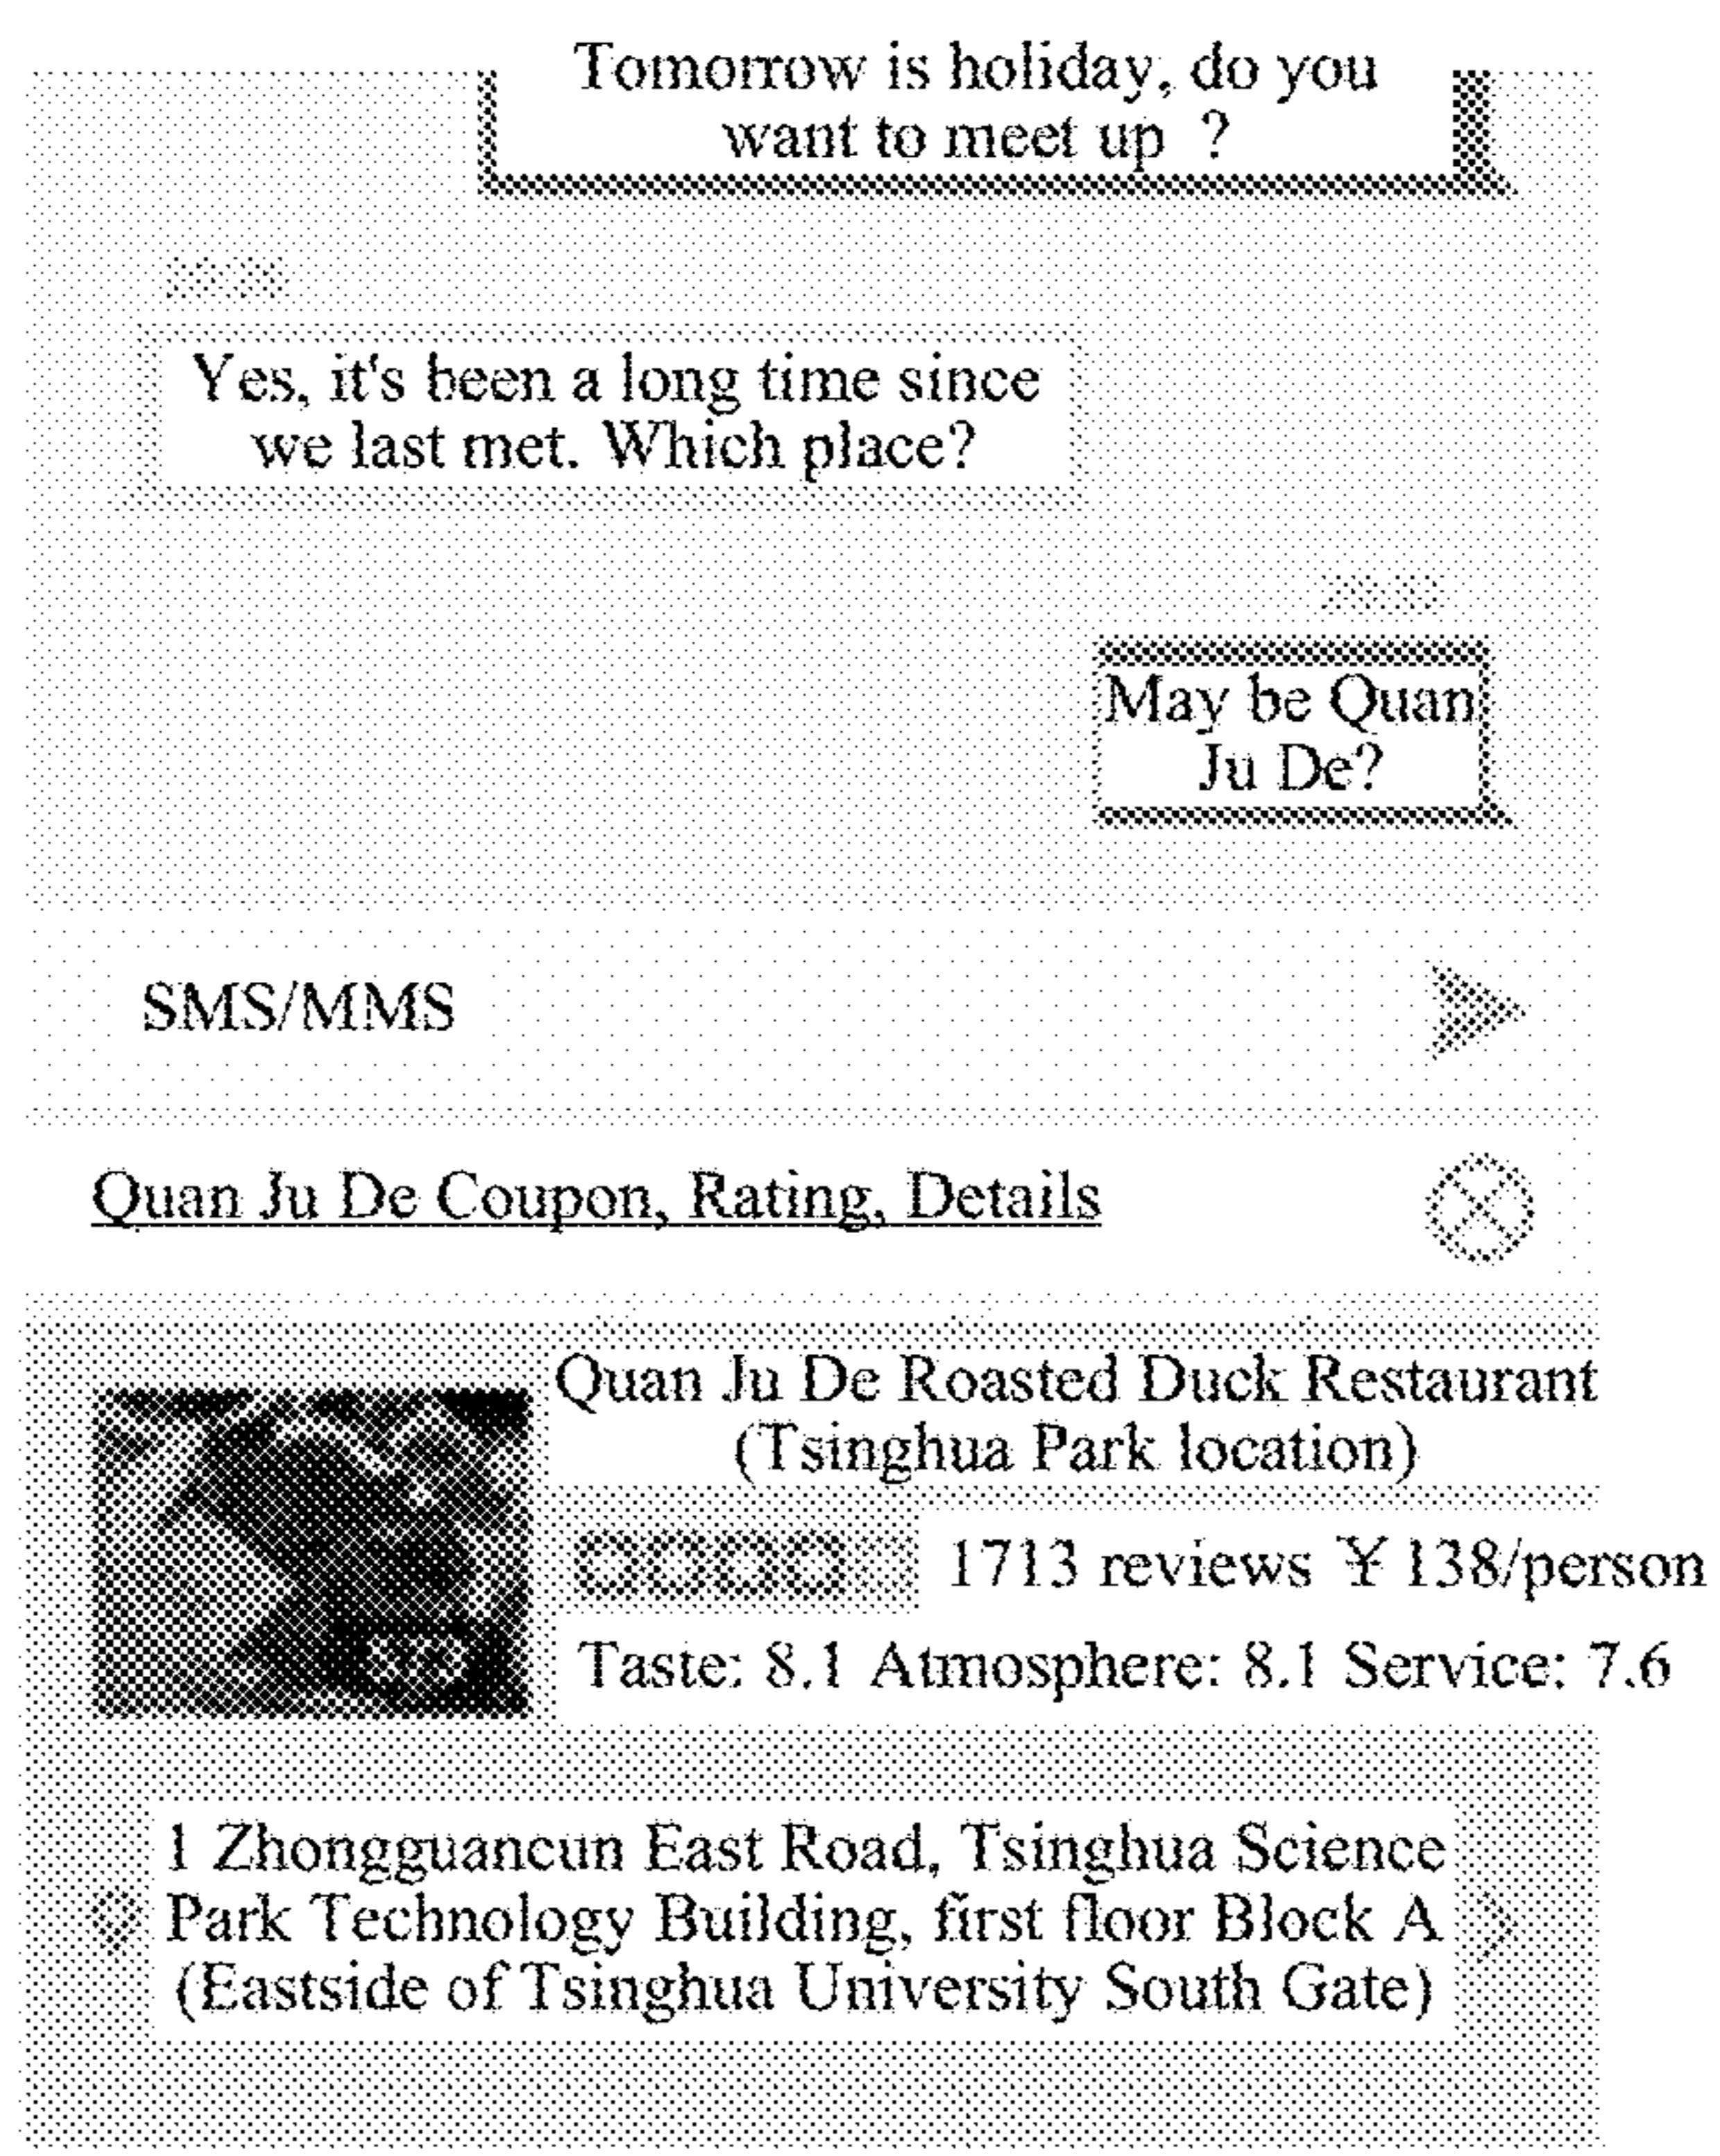 Tomorrow is holiday, do you
want to meet up ?
Yes, it's been a long time since
we last met. Which place?
May be Quan
Ju De?
SMS/MMS
Quan Ju De Coupon, Rating, Details
Quan Ju De Roasted Duck Restaurant
(Tsinghua Park location)
1713 reviews ¥ 138/person
Taste: 8.1 Atmosphere: 8.1 Service: 7.6
1 Zhongguancun East Road, Tsinghua Science
Park Technology Building, first floor Block A
(Eastside of Tsinghua University South Gate)